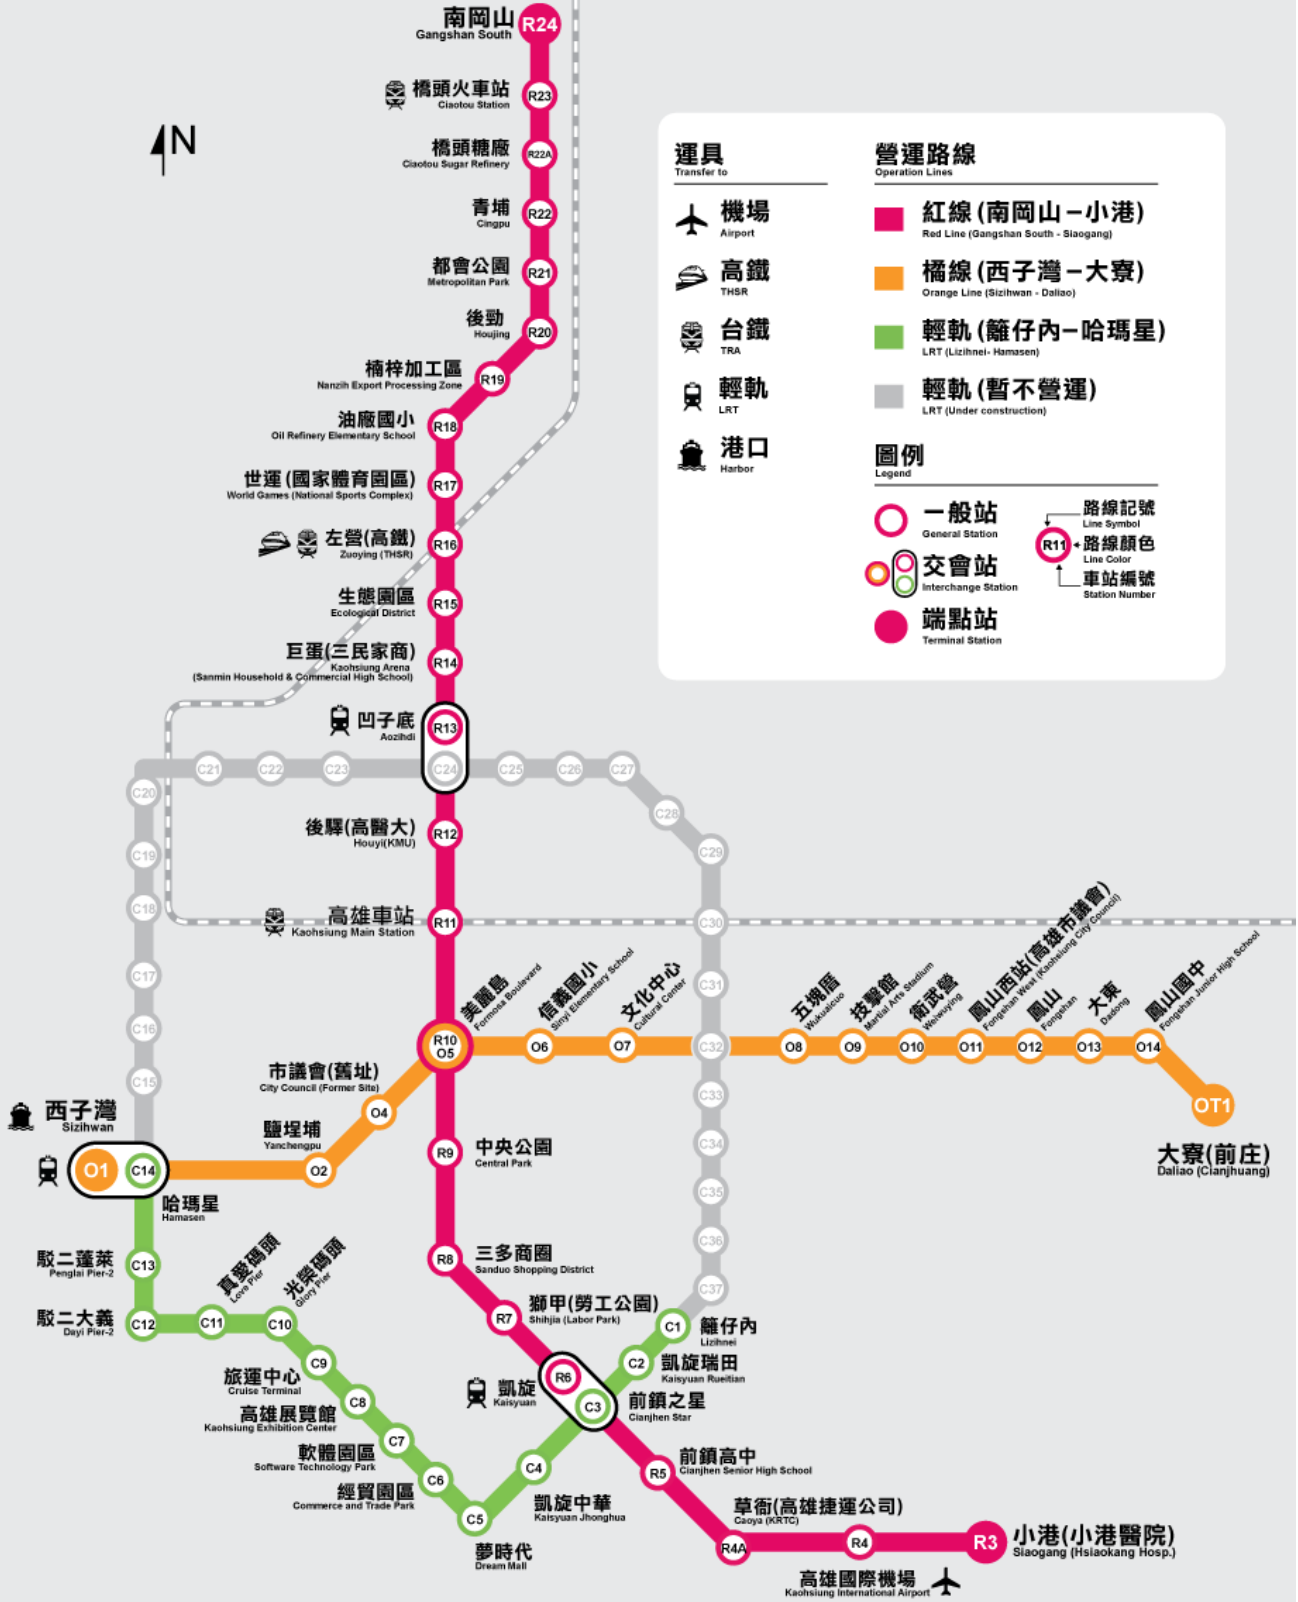 南岡山
Gangshan South
R24
橋頭火車站
Ciaotou Station
R23
橋頭糖廠
Ciaotou Sugar Refinery
R22A
青埔
Cingpu
R22
都會公園
Metropolitan Park
R21
後勁
Houjing
R20
楠梓加工區
Nanzih Export Processing Zone
R19
油廠國小
Oil Refinery Elementary School
R18
世運(國家體育園區)
World Games (National Sports Complex)
R17
左營(高鐵)
Zuoying (THSR)
R16
生態園區
Ecological District
R15
巨蛋(三民家商)
Kaohsiung Arena
(Sanmin Household & Commercial High School)
R14
凹子底
Aozihdi
R13
C24
N
運具
Transfer to
機場
Airport
高鐵
THSR
台鐵
TRA
輕軌
LRT
港口
Harbor
營運路線
Operation Lines
紅線(南岡山–小港)
Red Line (Gangshan South - Siaogang)
橘線(西子灣–大寮)
Orange Line (Sizihwan - Daliao)
輕軌(籬仔內–哈瑪星)
LRT (Lizihnei- Hamasen)
輕軌(暫不營運)
LRT (Under construction)
圖例
Legend
一般站
General Station
交會站
Interchange Station
端點站
Terminal Station
路線記號
Line Symbol
R11
路線顏色
Line Color
車站編號
Station Number
C20
C21
C22
C23
C25
C26
C27
C28
C29
C30
C31
C32
C33
C34
C35
C36
C37
C19
C18
C17
C16
C15
後驛(高醫大)
Houyi(KMU)
R12
高雄車站
Kaohsiung Main Station
R11
美麗島
Formosa Boulevard
R10
O5
信義國小
Sinyi Elementary School
O6
文化中心
Cultural Center
O7
五塊厝
Wukuaicuo
O8
技擊館
Martial Arts Stadium
O9
衛武營
Weiwuying
O10
鳳山西站(高雄市議會)
Fongshan West (Kaohsiung City Council)
O11
鳳山
Fongshan
O12
大東
Dadong
O13
鳳山國中
Fongshan Junior High School
O14
OT1
大寮(前庄)
Daliao (Cianjhuang)
市議會(舊址)
City Council (Former Site)
O4
鹽埕埔
Yanchengpu
O2
西子灣
Sizihwan
O1
C14
哈瑪星
Hamasen
中央公園
Central Park
R9
三多商圈
Sanduo Shopping District
R8
獅甲(勞工公園)
Shihjia (Labor Park)
R7
凱旋
Kaisyuan
R6
C3
前鎮之星
Cianjhen Star
籬仔內
Lizihnei
C1
凱旋瑞田
Kaisyuan Rueitian
C2
駁二蓬萊
Penglai Pier-2
C13
駁二大義
Dayi Pier-2
C12
真愛碼頭
Love Pier
C11
光榮碼頭
Glory Pier
C10
旅運中心
Cruise Terminal
C9
高雄展覽館
Kaohsiung Exhibition Center
C8
軟體園區
Software Technology Park
C7
經貿園區
Commerce and Trade Park
C6
夢時代
Dream Mall
C5
凱旋中華
Kaisyuan Jhonghua
C4
前鎮高中
Cianjhen Senior High School
R5
草衙(高雄捷運公司)
Caoya (KRTC)
R4A
高雄國際機場
Kaohsiung International Airport
R4
R3
小港(小港醫院)
Siaogang (Hsiaokang Hosp.)